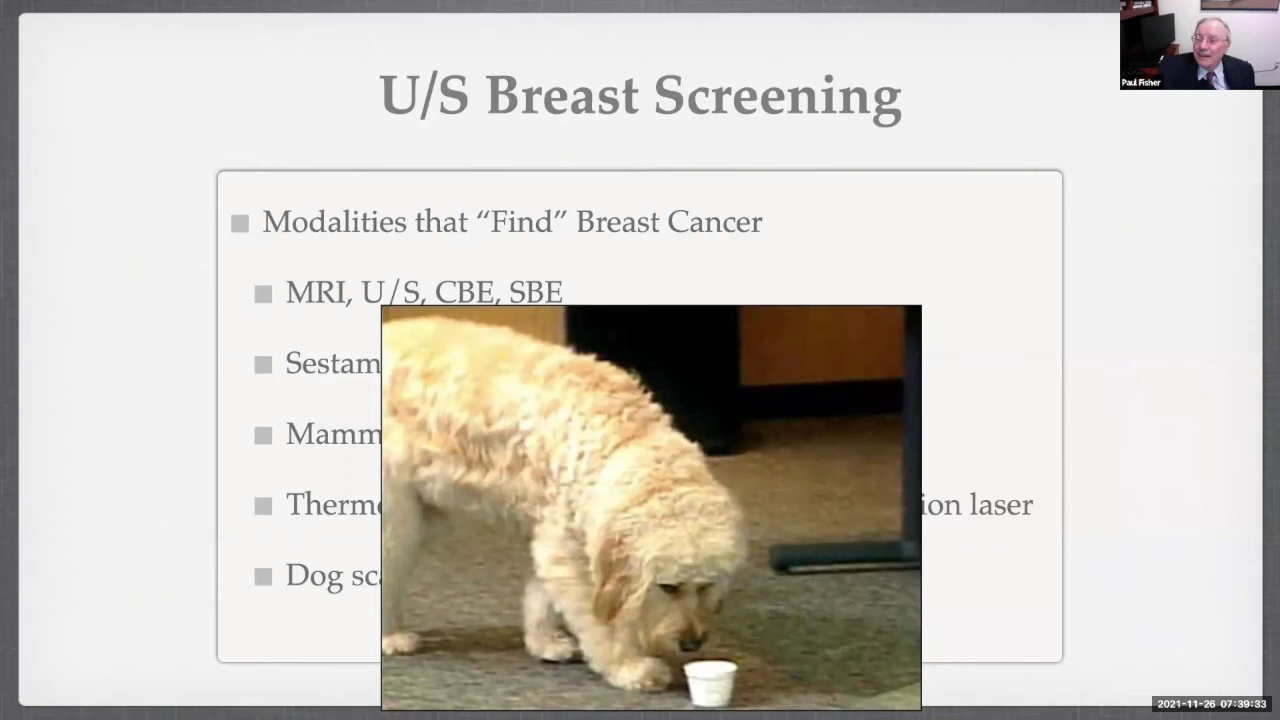 U/S Breast Screening
Modalities that “Find” Breast Cancer
MRI, U/S, CBE, SBE
Sestam
Mamm
Therm
ion laser
Dog sc
Paul Fisher
2021-11-26 07:39:33